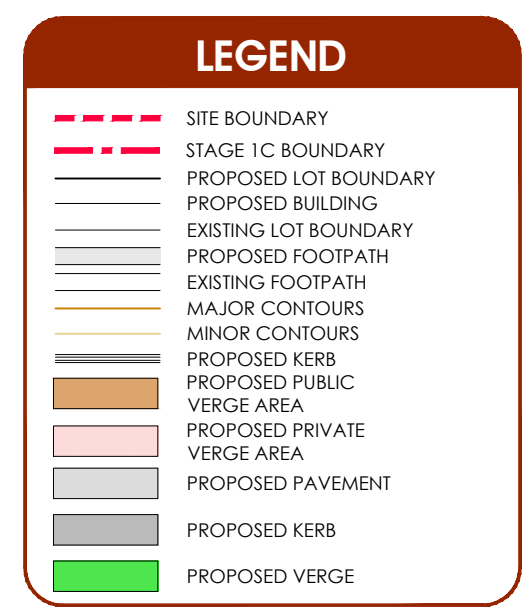 LEGEND
SITE BOUNDARY
STAGE 1C BOUNDARY
PROPOSED LOT BOUNDARY
PROPOSED BUILDING
EXISTING LOT BOUNDARY
PROPOSED FOOTPATH
EXISTING FOOTPATH
MAJOR CONTOURS
MINOR CONTOURS
PROPOSED KERB
PROPOSED PUBLIC
VERGE AREA
PROPOSED PRIVATE
VERGE AREA
PROPOSED PAVEMENT
PROPOSED KERB
PROPOSED VERGE